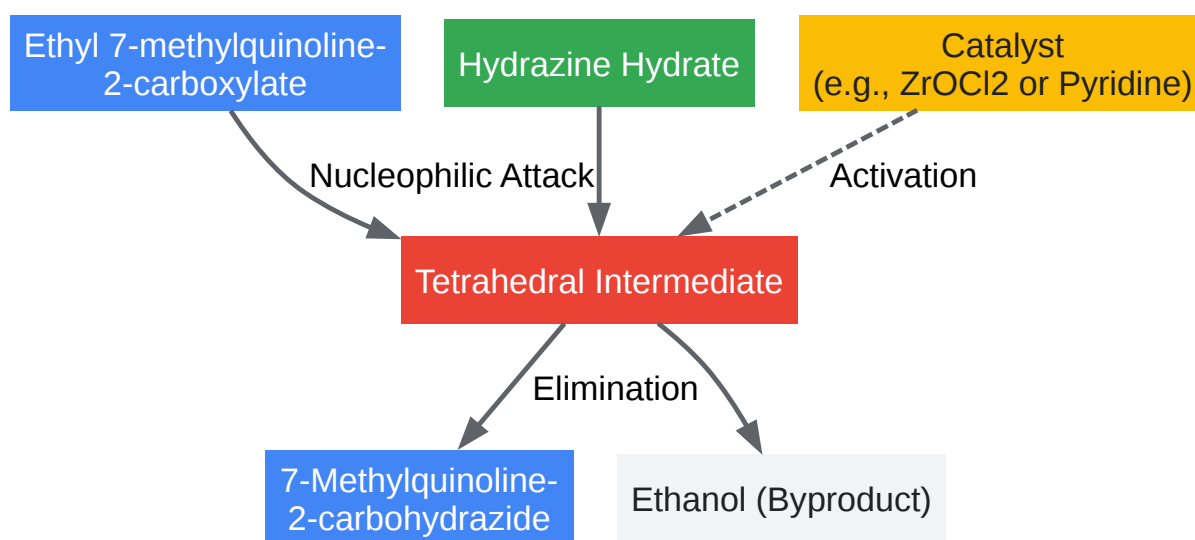 Ethyl 7-methylquinoline-
2-carboxylate
Hydrazine Hydrate
Catalyst
(e.g., ZrOCl2 or Pyridine)
Nucleophilic Attack
Activation
Tetrahedral Intermediate
Elimination
7-Methylquinoline-
2-carbohydrazide
Ethanol (Byproduct)